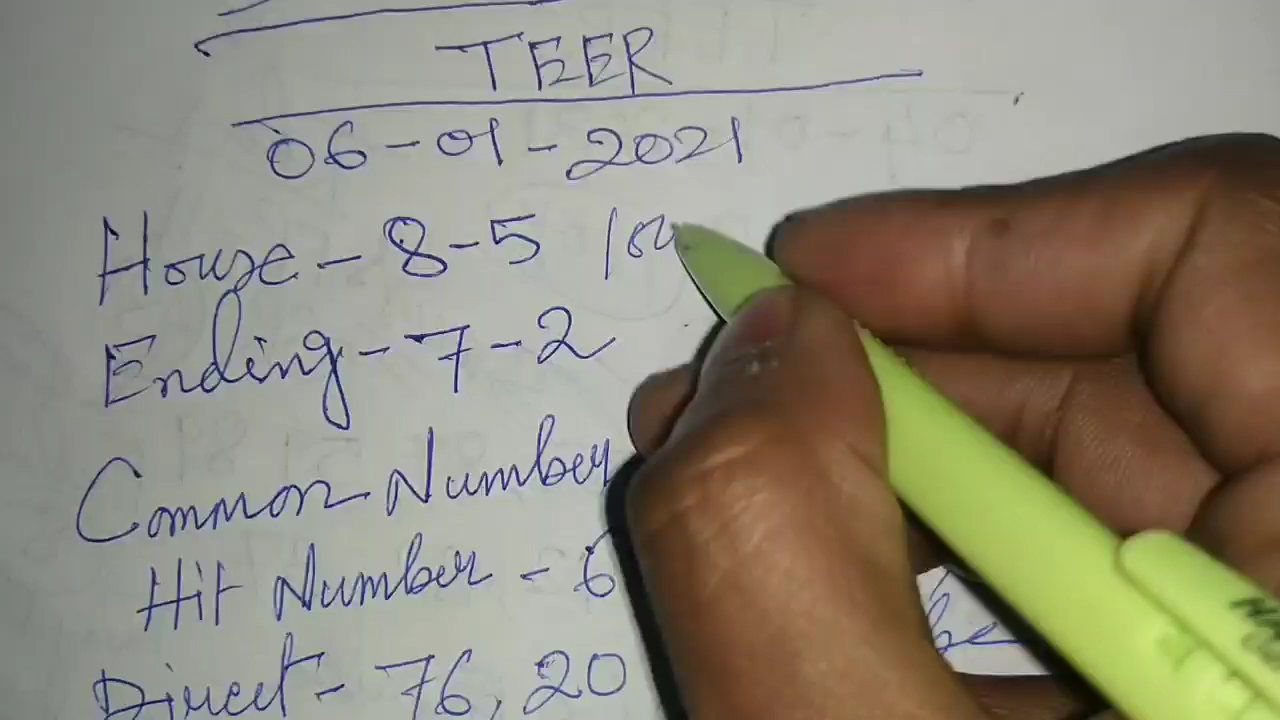 TEER
06-01-2021
House - 8-5
Ending - 7-2
Common Number
Hit Number - 6
Direct - 76, 20